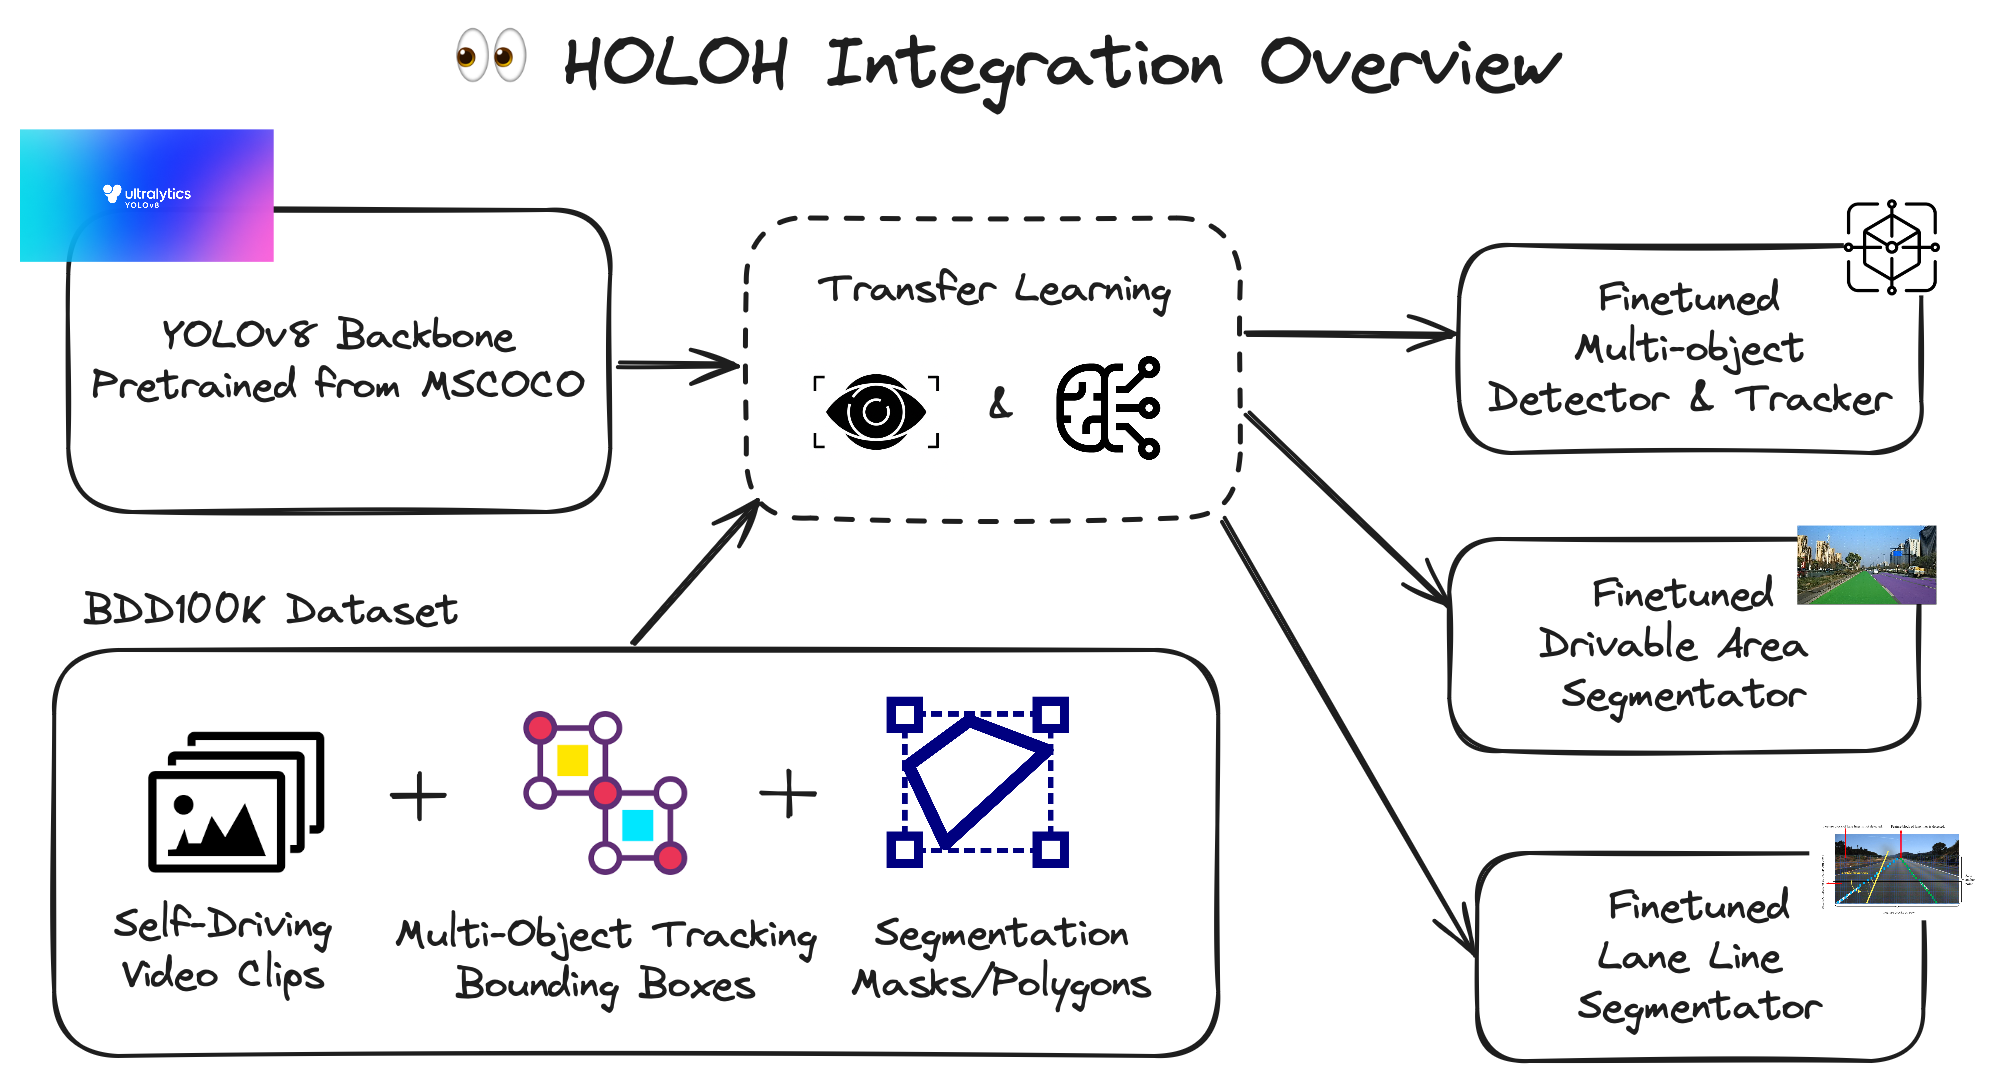 HOLOH Integration Overview
ultralytics
YOLOv8
YOLOv8 Backbone
Pretrained from MSCOCO
Transfer Learning
&
Finetuned
Multi-object
Detector & Tracker
Finetuned
Drivable Area
Segmentator
Finetuned
Lane Line
Segmentator
BDD100K Dataset
Self-Driving
Video Clips
+
Multi-Object Tracking
Bounding Boxes
+
Segmentation
Masks/Polygons